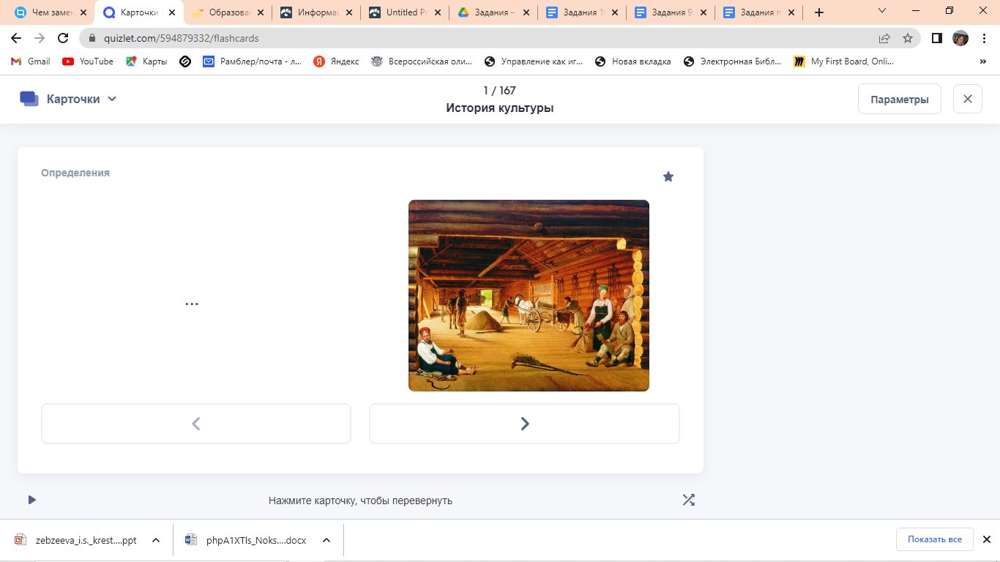 Чем замен
Карточки
Образова
Информац
Untitled Pr
Задания –
Задания 1
Задания 9
Задания п
quizlet.com/594879332/flashcards
Gmail
YouTube
Карты
Рамблер/почта - л...
Яндекс
Всероссийская оли...
Управление как иг...
Новая вкладка
Электронная Библ...
My First Board, Onli...
»
Карточки
1 / 167
История культуры
Параметры
Определения
...
Нажмите карточку, чтобы перевернуть
zebzeeva_i.s._krest....ppt
phpA1XTls_Noks....docx
Показать все